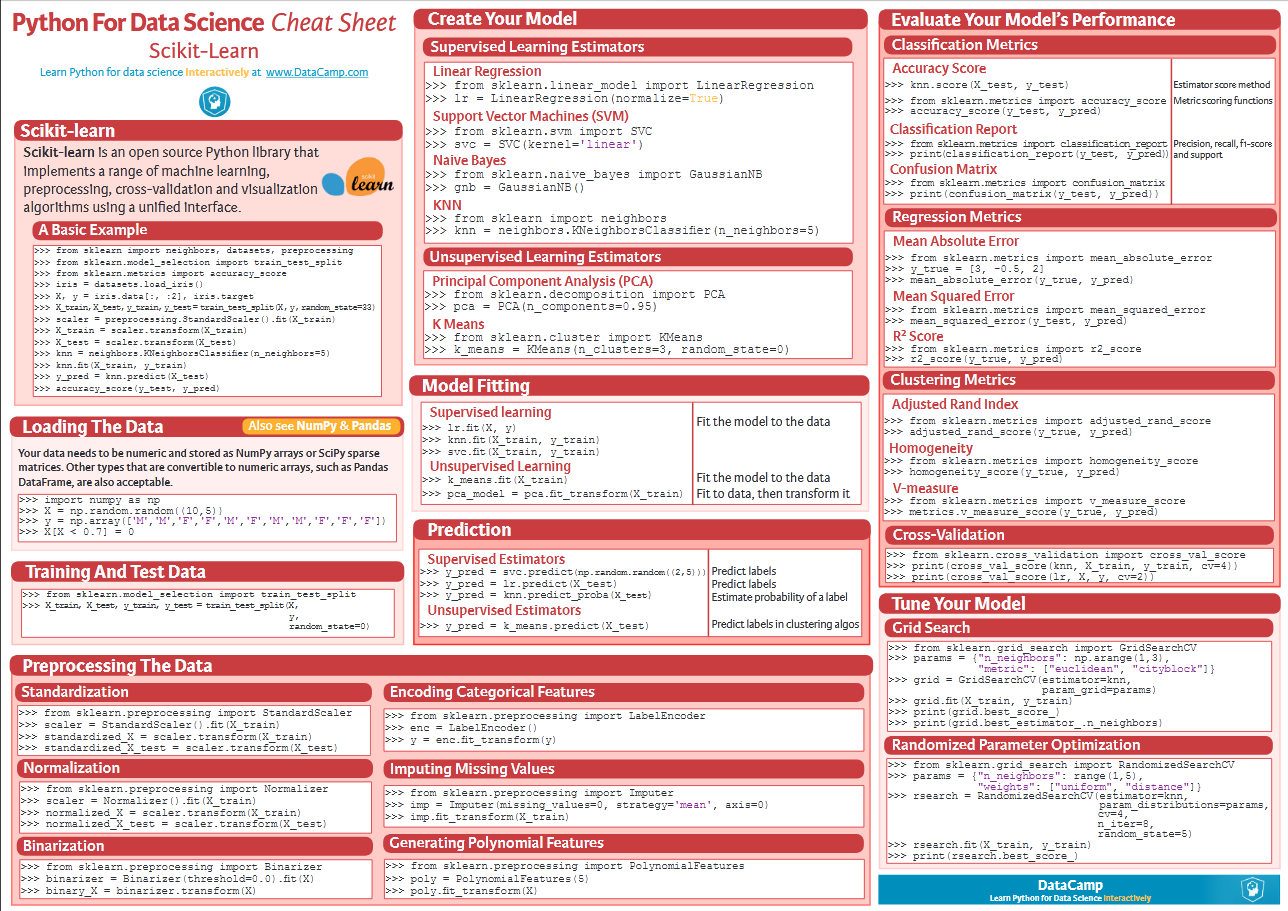 Python For Data Science Cheat Sheet
Scikit-Learn
Learn Python for data science Interactively at www.DataCamp.com
Scikit-learn
Scikit-learn is an open source Python library that
implements a range of machine learning,
preprocessing, cross-validation and visualization
algorithms using a unified interface.
scikit
learn
A Basic Example
>>> from sklearn import neighbors, datasets, preprocessing
>>> from sklearn.model_selection import train_test_split
>>> from sklearn.metrics import accuracy_score
>>> iris = datasets.load_iris()
>>> X, y = iris.data[:, :2], iris.target
>>> X_train, X_test, y_train, y_test = train_test_split(X, y, random_state=33)
>>> scaler = preprocessing.StandardScaler().fit(X_train)
>>> X_train = scaler.transform(X_train)
>>> X_test = scaler.transform(X_test)
>>> knn = neighbors.KNeighborsClassifier(n_neighbors=5)
>>> knn.fit(X_train, y_train)
>>> y_pred = knn.predict(X_test)
>>> accuracy_score(y_test, y_pred)
Loading The Data
Also see NumPy & Pandas
Your data needs to be numeric and stored as NumPy arrays or SciPy sparse
matrices. Other types that are convertible to numeric arrays, such as Pandas
DataFrame, are also acceptable.
>>> import numpy as np
>>> X = np.random.random((10,5))
>>> y = np.array(['M','M','F','F','M','F','M','M','F','F','F'])
>>> X[X < 0.7] = 0
Training And Test Data
>>> from sklearn.model_selection import train_test_split
>>> X_train, X_test, y_train, y_test = train_test_split(X,
y,
random_state=0)
Preprocessing The Data
Standardization
>>> from sklearn.preprocessing import StandardScaler
>>> scaler = StandardScaler().fit(X_train)
>>> standardized_X = scaler.transform(X_train)
>>> standardized_X_test = scaler.transform(X_test)
Normalization
>>> from sklearn.preprocessing import Normalizer
>>> scaler = Normalizer().fit(X_train)
>>> normalized_X = scaler.transform(X_train)
>>> normalized_X_test = scaler.transform(X_test)
Binarization
>>> from sklearn.preprocessing import Binarizer
>>> binarizer = Binarizer(threshold=0.0).fit(X)
>>> binary_X = binarizer.transform(X)
Encoding Categorical Features
>>> from sklearn.preprocessing import LabelEncoder
>>> enc = LabelEncoder()
>>> y = enc.fit_transform(y)
Imputing Missing Values
>>> from sklearn.preprocessing import Imputer
>>> imp = Imputer(missing_values=0, strategy='mean', axis=0)
>>> imp.fit_transform(X_train)
Generating Polynomial Features
>>> from sklearn.preprocessing import PolynomialFeatures
>>> poly = PolynomialFeatures(5)
>>> poly.fit_transform(X)
Create Your Model
Supervised Learning Estimators
Linear Regression
>>> from sklearn.linear_model import LinearRegression
>>> lr = LinearRegression(normalize=True)
Support Vector Machines (SVM)
>>> from sklearn.svm import SVC
>>> svc = SVC(kernel='linear')
Naive Bayes
>>> from sklearn.naive_bayes import GaussianNB
>>> gnb = GaussianNB()
KNN
>>> from sklearn import neighbors
>>> knn = neighbors.KNeighborsClassifier(n_neighbors=5)
Unsupervised Learning Estimators
Principal Component Analysis (PCA)
>>> from sklearn.decomposition import PCA
>>> pca = PCA(n_components=0.95)
K Means
>>> from sklearn.cluster import KMeans
>>> k_means = KMeans(n_clusters=3, random_state=0)
Model Fitting
Supervised learning
>>> lr.fit(X, y) Fit the model to the data
>>> knn.fit(X_train, y_train)
>>> svc.fit(X_train, y_train)
Unsupervised Learning
>>> k_means.fit(X_train) Fit the model to the data
>>> pca_model = pca.fit_transform(X_train) Fit to data, then transform it
Prediction
Supervised Estimators
>>> y_pred = svc.predict(np.random.random((2,5))) Predict labels
>>> y_pred = lr.predict(X_test) Predict labels
>>> y_pred = knn.predict_proba(X_test) Estimate probability of a label
Unsupervised Estimators
>>> y_pred = k_means.predict(X_test) Predict labels in clustering algos
Evaluate Your Model's Performance
Classification Metrics
Accuracy Score
>>> knn.score(X_test, y_test) Estimator score method
>>> from sklearn.metrics import accuracy_score Metric scoring functions
>>> accuracy_score(y_test, y_pred)
Classification Report
>>> from sklearn.metrics import classification_report Precision, recall, f1-score
>>> print(classification_report(y_test, y_pred)) and support
Confusion Matrix
>>> from sklearn.metrics import confusion_matrix
>>> print(confusion_matrix(y_test, y_pred))
Regression Metrics
Mean Absolute Error
>>> from sklearn.metrics import mean_absolute_error
>>> y_true = [3, -0.5, 2]
>>> mean_absolute_error(y_true, y_pred)
Mean Squared Error
>>> from sklearn.metrics import mean_squared_error
>>> mean_squared_error(y_test, y_pred)
R² Score
>>> from sklearn.metrics import r2_score
>>> r2_score(y_true, y_pred)
Clustering Metrics
Adjusted Rand Index
>>> from sklearn.metrics import adjusted_rand_score
>>> adjusted_rand_score(y_true, y_pred)
Homogeneity
>>> from sklearn.metrics import homogeneity_score
>>> homogeneity_score(y_true, y_pred)
V-measure
>>> from sklearn.metrics import v_measure_score
>>> metrics.v_measure_score(y_true, y_pred)
Cross-Validation
>>> from sklearn.cross_validation import cross_val_score
>>> print(cross_val_score(knn, X_train, y_train, cv=4))
>>> print(cross_val_score(lr, X, y, cv=2))
Tune Your Model
Grid Search
>>> from sklearn.grid_search import GridSearchCV
>>> params = {"n_neighbors": np.arange(1,3),
"metric": ["euclidean", "cityblock"]}
>>> grid = GridSearchCV(estimator=knn,
param_grid=params)
>>> grid.fit(X_train, y_train)
>>> print(grid.best_score_)
>>> print(grid.best_estimator_.n_neighbors)
Randomized Parameter Optimization
>>> from sklearn.grid_search import RandomizedSearchCV
>>> params = {"n_neighbors": range(1,5),
"weights": ["uniform", "distance"]}
>>> rsearch = RandomizedSearchCV(estimator=knn,
param_distributions=params,
cv=4,
n_iter=8,
random_state=5)
>>> rsearch.fit(X_train, y_train)
>>> print(rsearch.best_score_)
DataCamp
Learn Python for Data Science Interactively